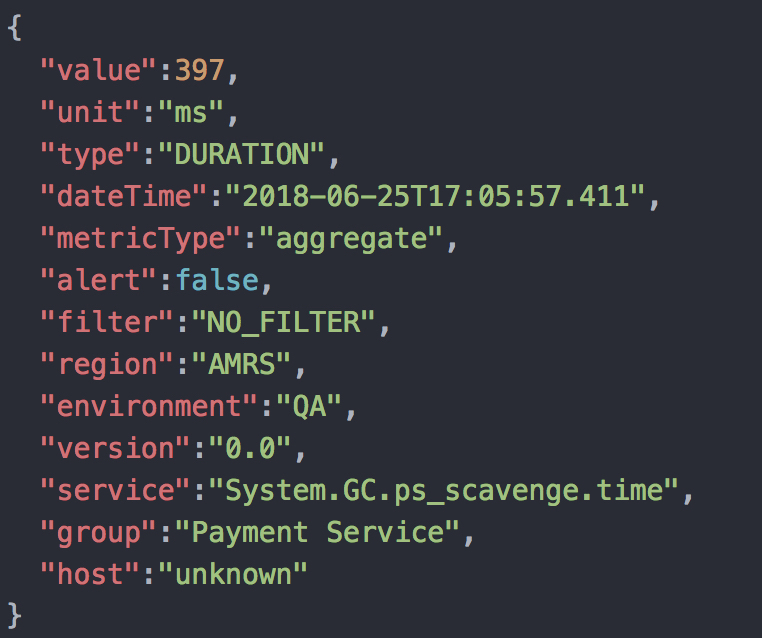 {
"value":397,
"unit":"ms",
"type":"DURATION",
"dateTime":"2018-06-25T17:05:57.411",
"metricType":"aggregate",
"alert":false,
"filter":"NO_FILTER",
"region":"AMRS",
"environment":"QA",
"version":"0.0",
"service":"System.GC.ps_scavenge.time",
"group":"Payment Service",
"host":"unknown"
}